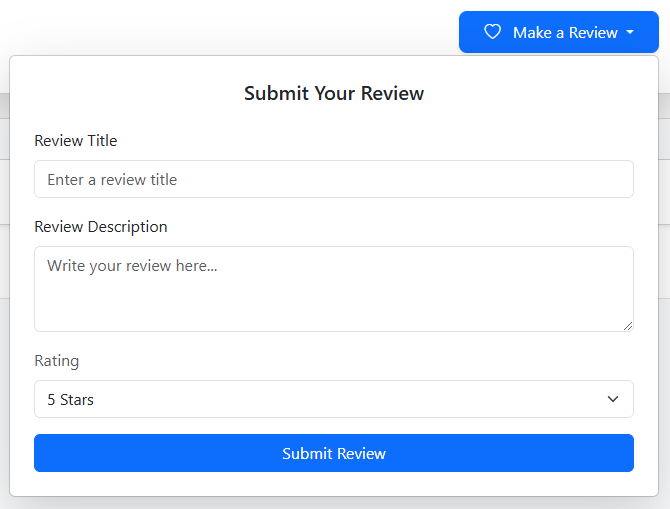 Make a Review
Submit Your Review
Review Title
Enter a review title
Review Description
Write your review here...
Rating
5 Stars
Submit Review